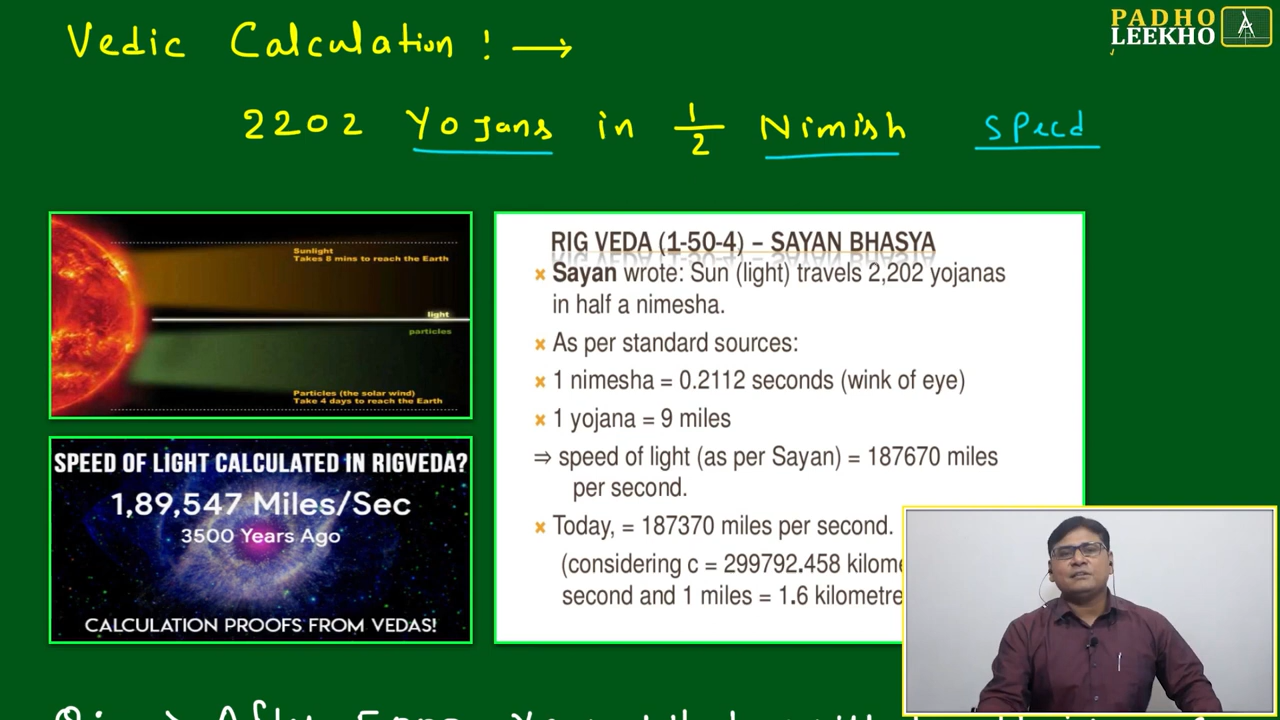 Vedic Calculation : →
PADHO
LEEKHO
2202 Yojans in 1/2 Nimish Speed
Sunlight
Takes 8 mins to reach the Earth
light
particles
Particles (the solar wind)
Take 4 days to reach the Earth
SPEED OF LIGHT CALCULATED IN RIGVEDA?
1,89,547 Miles/Sec
3500 Years Ago
CALCULATION PROOFS FROM VEDAS!
RIG VEDA (1-50-4) – SAYAN BHASYA
× Sayan wrote: Sun (light) travels 2,202 yojanas
in half a nimesha.
× As per standard sources:
× 1 nimesha = 0.2112 seconds (wink of eye)
× 1 yojana = 9 miles
⇒ speed of light (as per Sayan) = 187670 miles
per second.
× Today, = 187370 miles per second.
(considering c = 299792.458 kilome
second and 1 miles = 1.6 kilometre